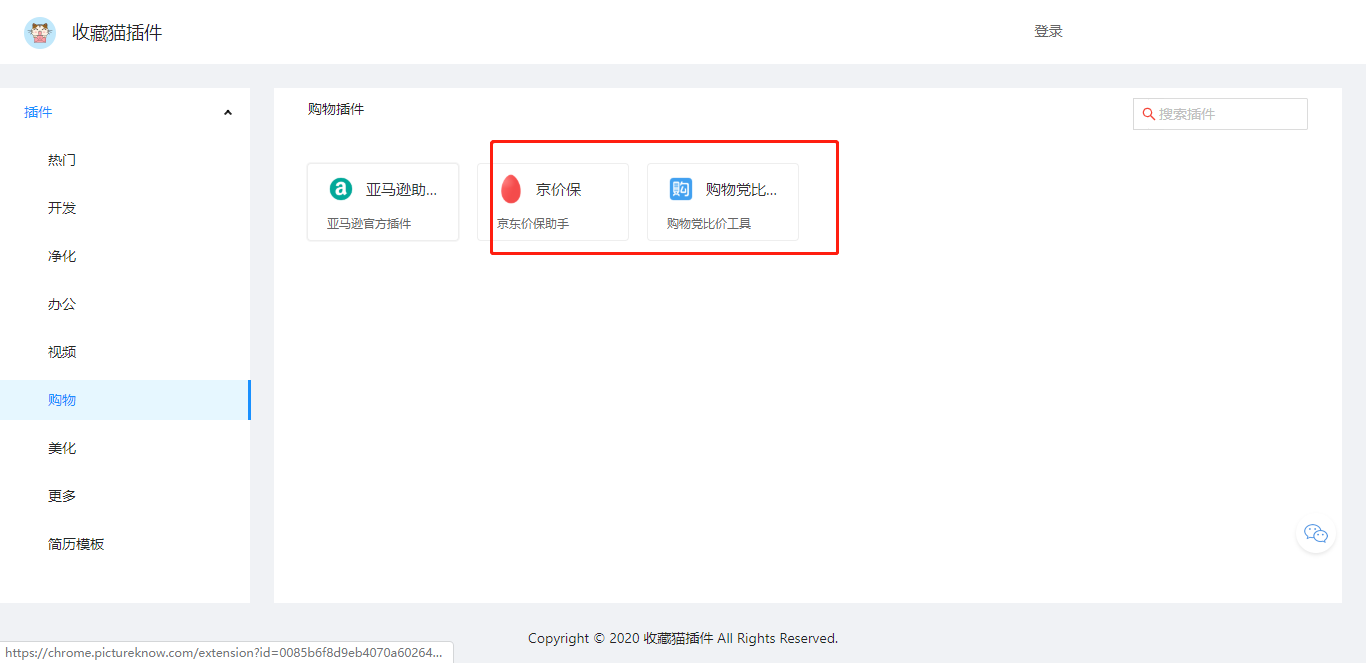 收藏猫插件
登录
插件
热门
开发
净化
办公
视频
购物
美化
更多
简历模板
购物插件
搜索插件
亚马逊助...
亚马逊官方插件
京价保
京东价保助手
购
购物党比...
购物党比价工具
Copyright © 2020 收藏猫插件 All Rights Reserved.
https://chrome.pictureknow.com/extension?id=0085b6f8d9eb4070a60264...